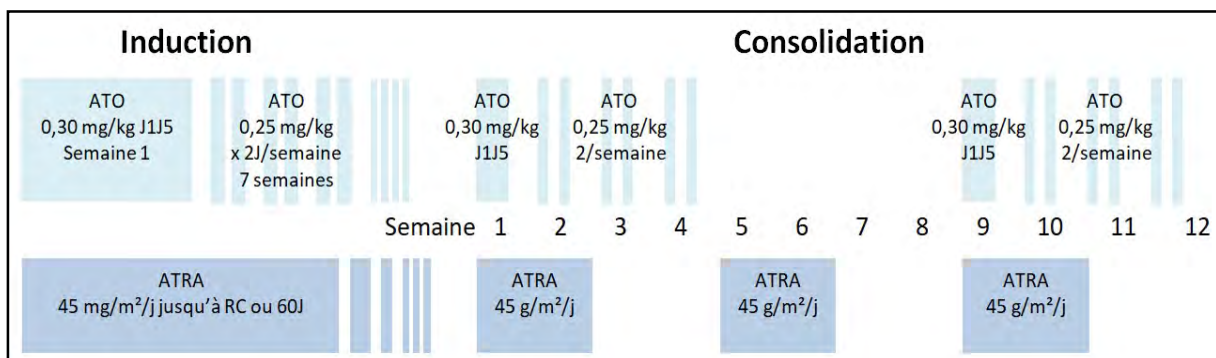 Induction
Consolidation
ATO
0,30 mg/kg J1J5
Semaine 1
ATO
0,25 mg/kg
x 2J/semaine
7 semaines
ATO
0,30 mg/kg
J1J5
ATO
0,25 mg/kg
2/semaine
ATO
0,30 mg/kg
J1J5
ATO
0,25 mg/kg
2/semaine
Semaine 1 2 3 4 5 6 7 8 9 10 11 12
ATRA
45 mg/m²/j jusqu'à RC ou 60J
ATRA
45 g/m²/j
ATRA
45 g/m²/j
ATRA
45 g/m²/j